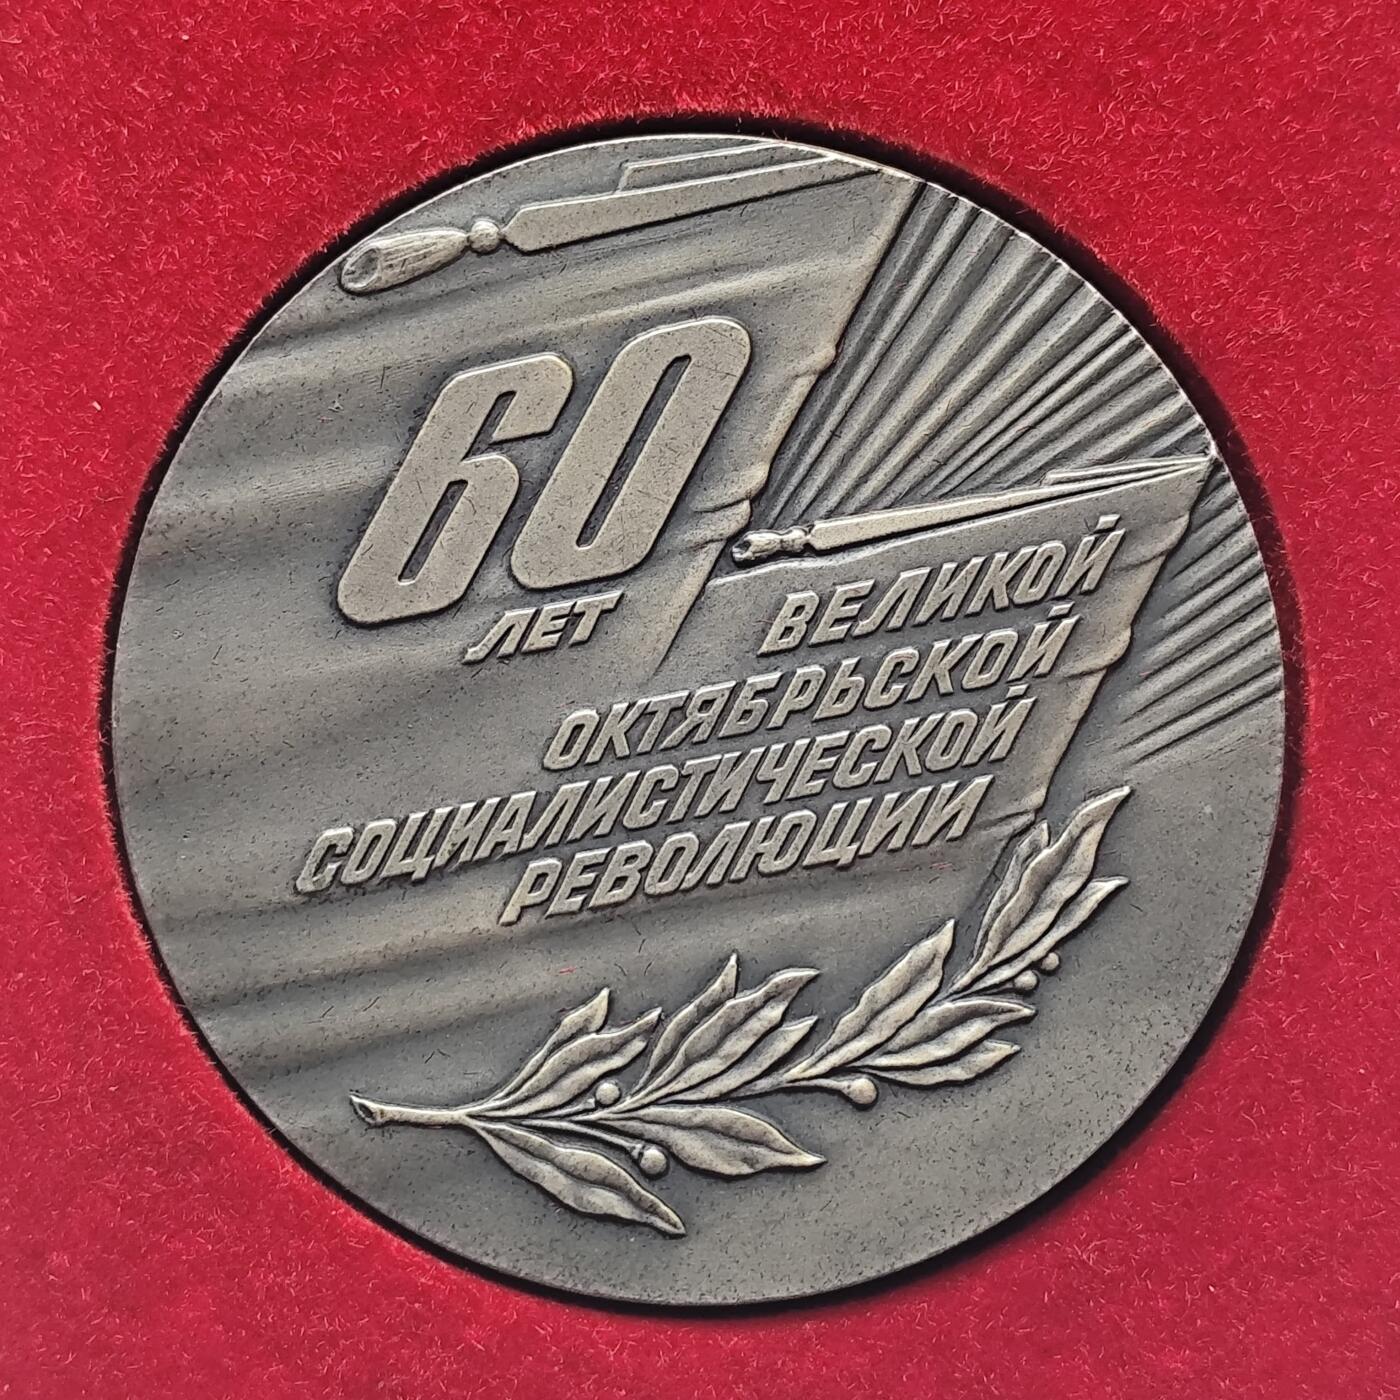 60
ЛЕТ
ВЕЛИКОЙ
ОКТЯБРЬСКОЙ
СОЦИАЛИСТИЧЕСКОЙ
РЕВОЛЮЦИИ